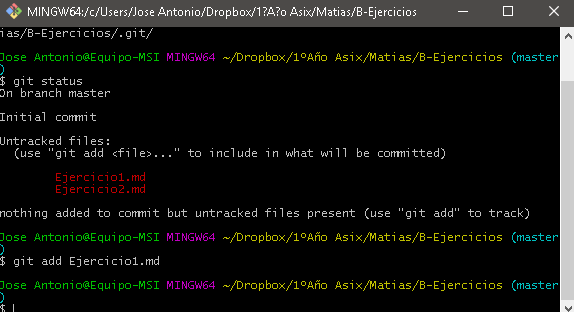 MINGW64:/c/Users/Jose Antonio/Dropbox/1?A?o Asix/Matias/B-Ejercicios
ias/B-Ejercicios/.git/
Jose Antonio@Equipo-MSI MINGW64 ~/Dropbox/1ºAño Asix/Matias/B-Ejercicios (master
)
$ git status
On branch master
Initial commit
Untracked files:
(use "git add <file>..." to include in what will be committed)
Ejercicio1.md
Ejercicio2.md
nothing added to commit but untracked files present (use "git add" to track)
Jose Antonio@Equipo-MSI MINGW64 ~/Dropbox/1ºAño Asix/Matias/B-Ejercicios (master
)
$ git add Ejercicio1.md
Jose Antonio@Equipo-MSI MINGW64 ~/Dropbox/1ºAño Asix/Matias/B-Ejercicios (master
)
$